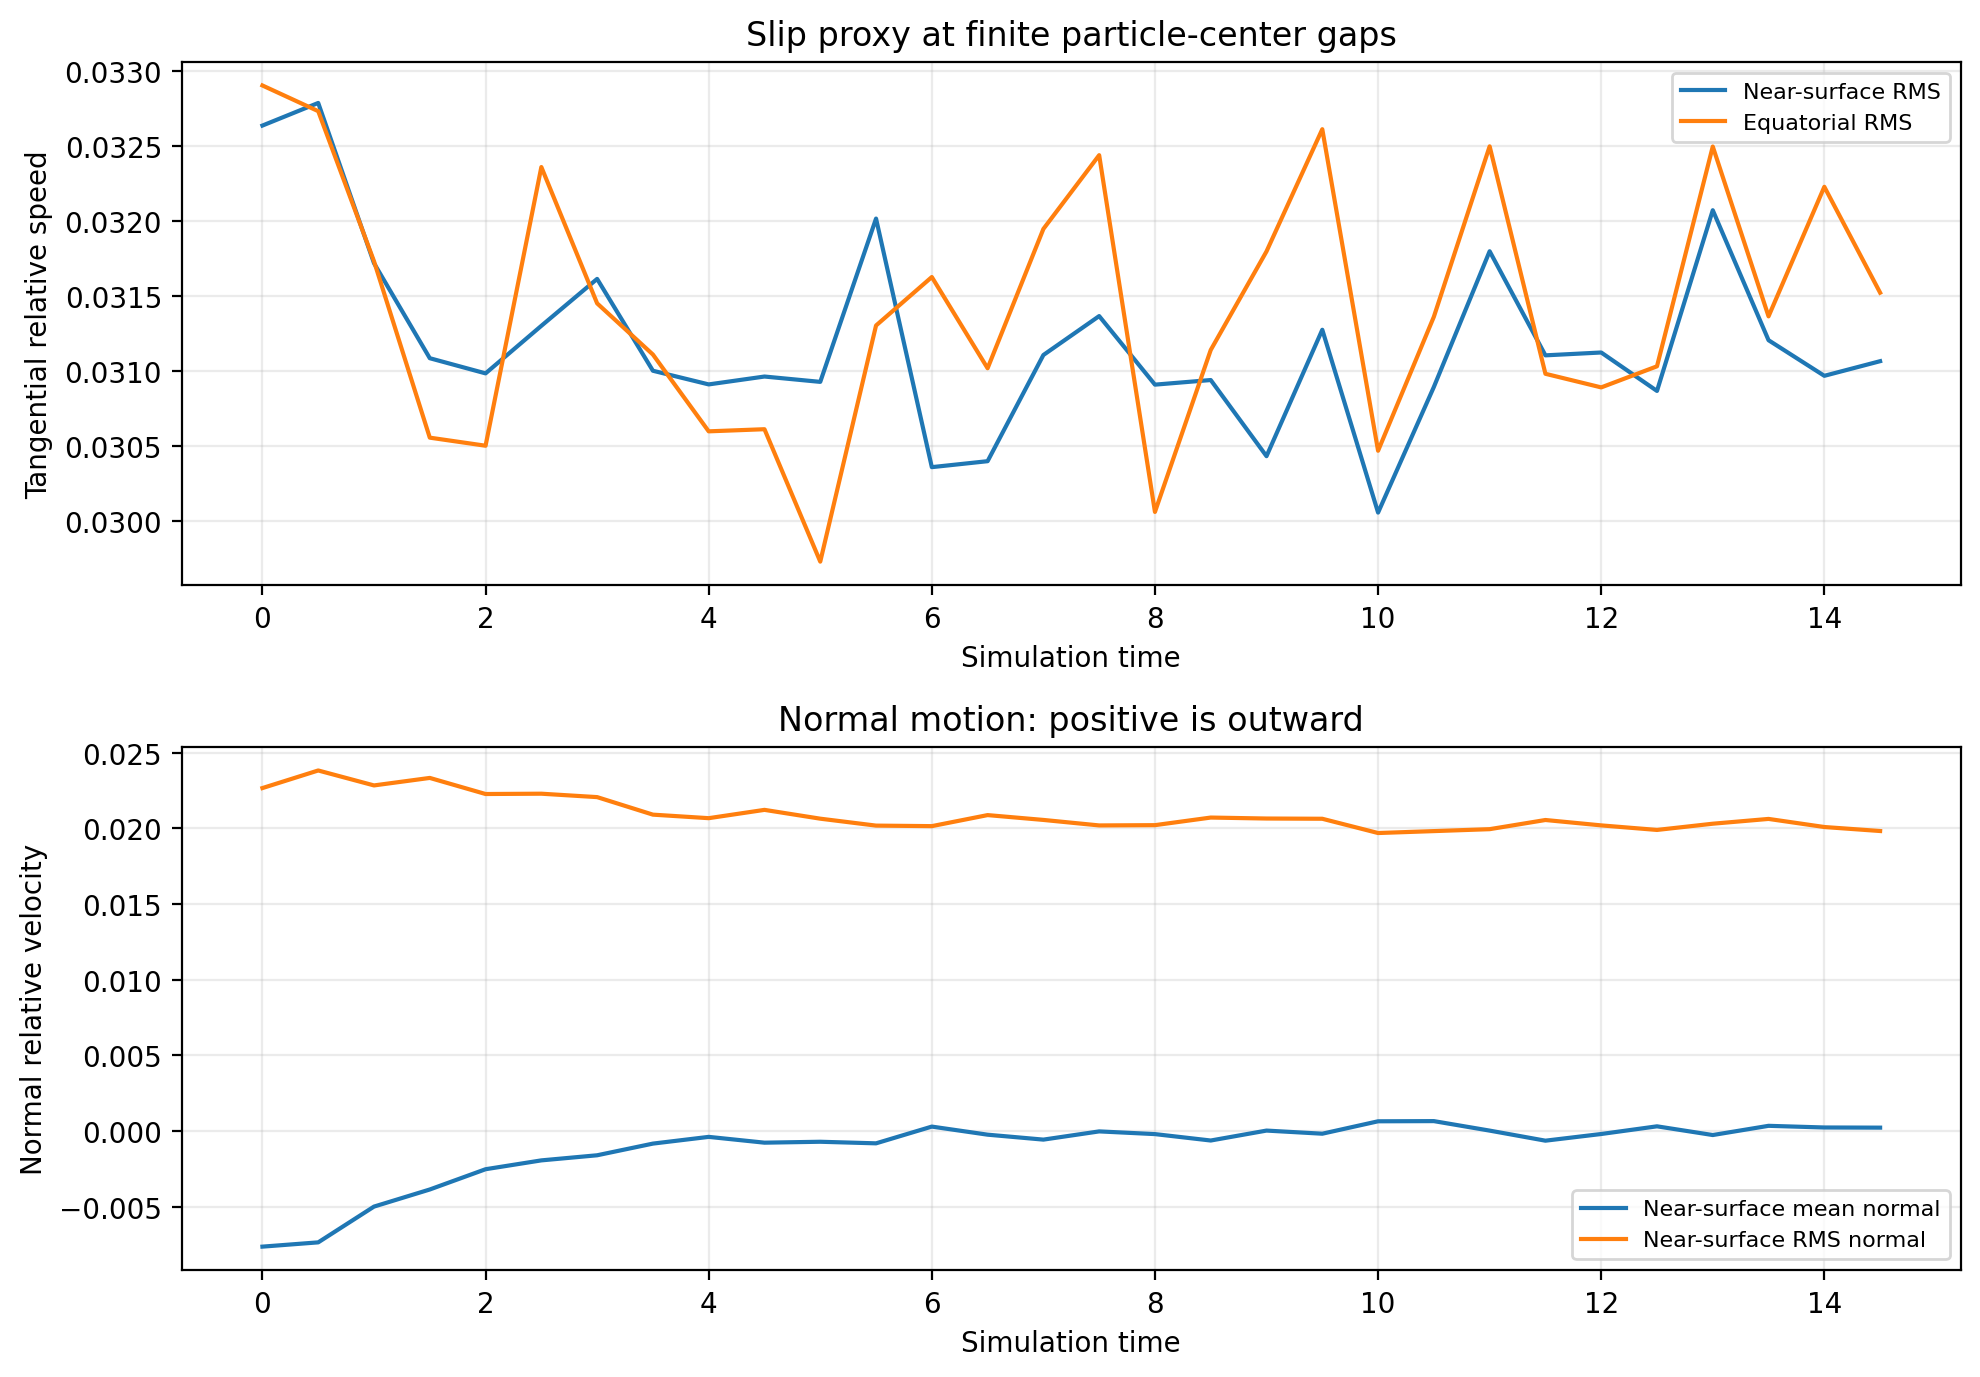 Slip proxy at finite particle-center gaps
Tangential relative speed
0.0330
0.0325
0.0320
0.0315
0.0310
0.0305
0.0300
Near-surface RMS
Equatorial RMS
0 2 4 6 8 10 12 14
Simulation time
Normal motion: positive is outward
Normal relative velocity
0.025
0.020
0.015
0.010
0.005
0.000
−0.005
Near-surface mean normal
Near-surface RMS normal
0 2 4 6 8 10 12 14
Simulation time